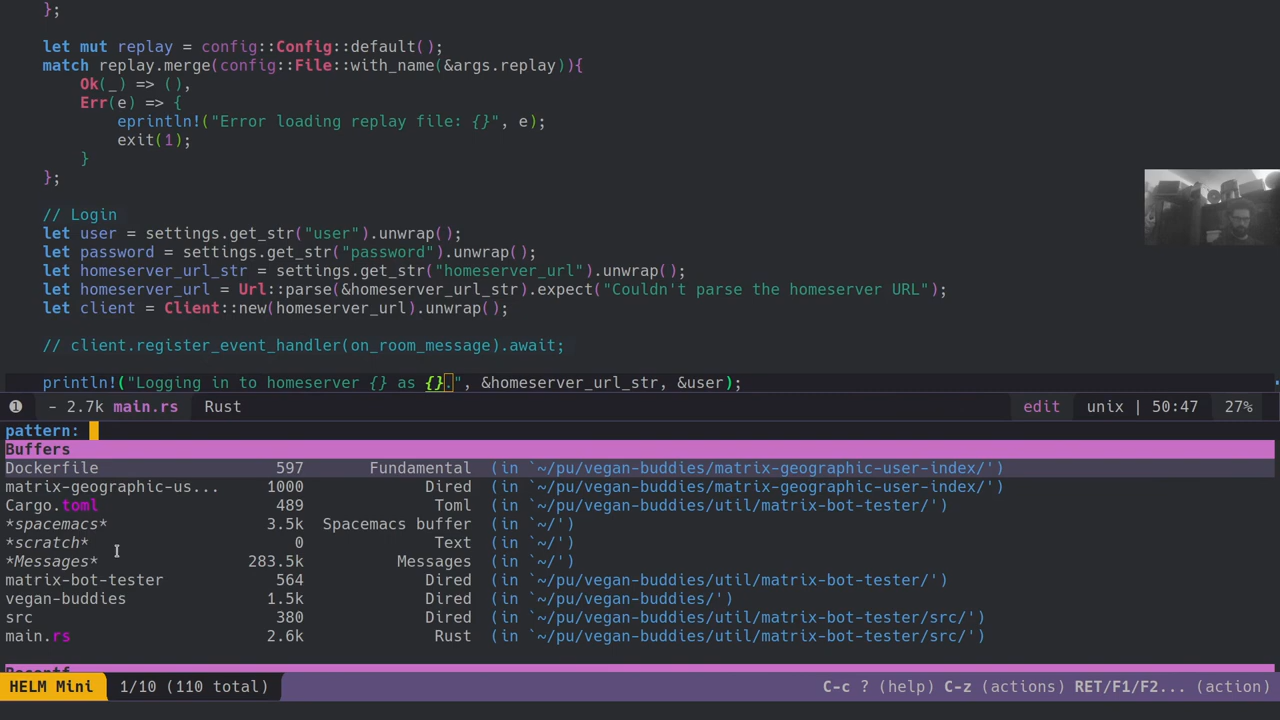 };
let mut replay = config::Config::default();
match replay.merge(config::File::with_name(&args.replay)){
Ok(_) => (),
Err(e) => {
eprintln!("Error loading replay file: {}", e);
exit(1);
}
};
// Login
let user = settings.get_str("user").unwrap();
let password = settings.get_str("password").unwrap();
let homeserver_url_str = settings.get_str("homeserver_url").unwrap();
let homeserver_url = Url::parse(&homeserver_url_str).expect("Couldn't parse the homeserver URL");
let client = Client::new(homeserver_url).unwrap();
// client.register_event_handler(on_room_message).await;
println!("Logging in to homeserver {} as {}.", &homeserver_url_str, &user);
❶ - 2.7k main.rs Rust edit unix | 50:47 27%
pattern:
Buffers
Dockerfile 597 Fundamental (in `~/pu/vegan-buddies/matrix-geographic-user-index/')
matrix-geographic-us... 1000 Dired (in `~/pu/vegan-buddies/matrix-geographic-user-index/')
Cargo.toml 489 Toml (in `~/pu/vegan-buddies/util/matrix-bot-tester/')
*spacemacs* 3.5k Spacemacs buffer (in `~/')
*scratch* 0 Text (in `~/')
*Messages* 283.5k Messages (in `~/')
matrix-bot-tester 564 Dired (in `~/pu/vegan-buddies/util/matrix-bot-tester/')
vegan-buddies 1.5k Dired (in `~/pu/vegan-buddies/')
src 380 Dired (in `~/pu/vegan-buddies/util/matrix-bot-tester/src/')
main.rs 2.6k Rust (in `~/pu/vegan-buddies/util/matrix-bot-tester/src/')
Recentf
HELM Mini 1/10 (110 total) C-c ? (help) C-z (actions) RET/F1/F2... (action)